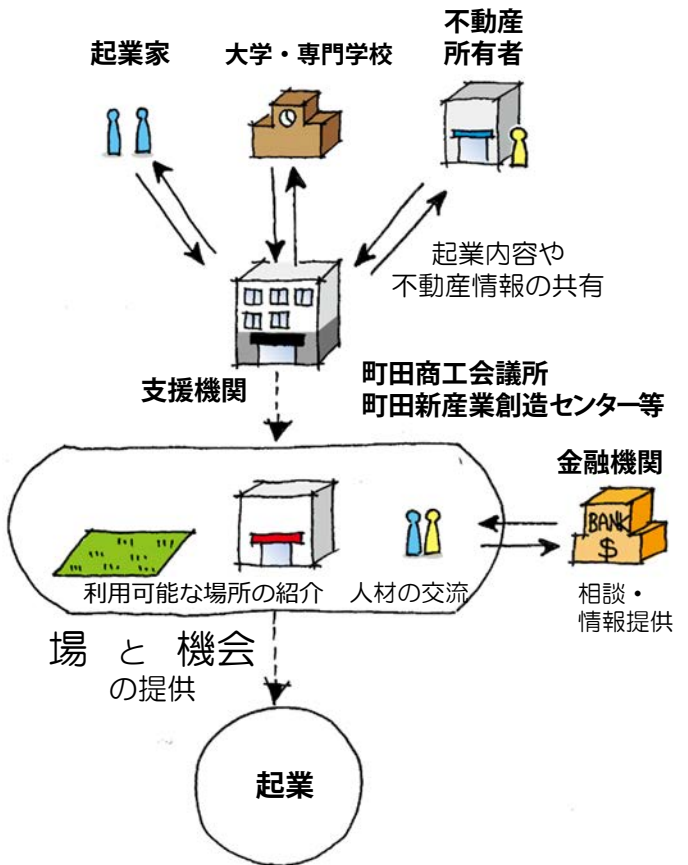 起業家
大学・専門学校
不動産
所有者
起業内容や
不動産情報の共有
支援機関
町田商工会議所
町田新産業創造センター等
金融機関
BANK
$
利用可能な場所の紹介
人材の交流
相談・
情報提供
場 と 機会
の提供
起業